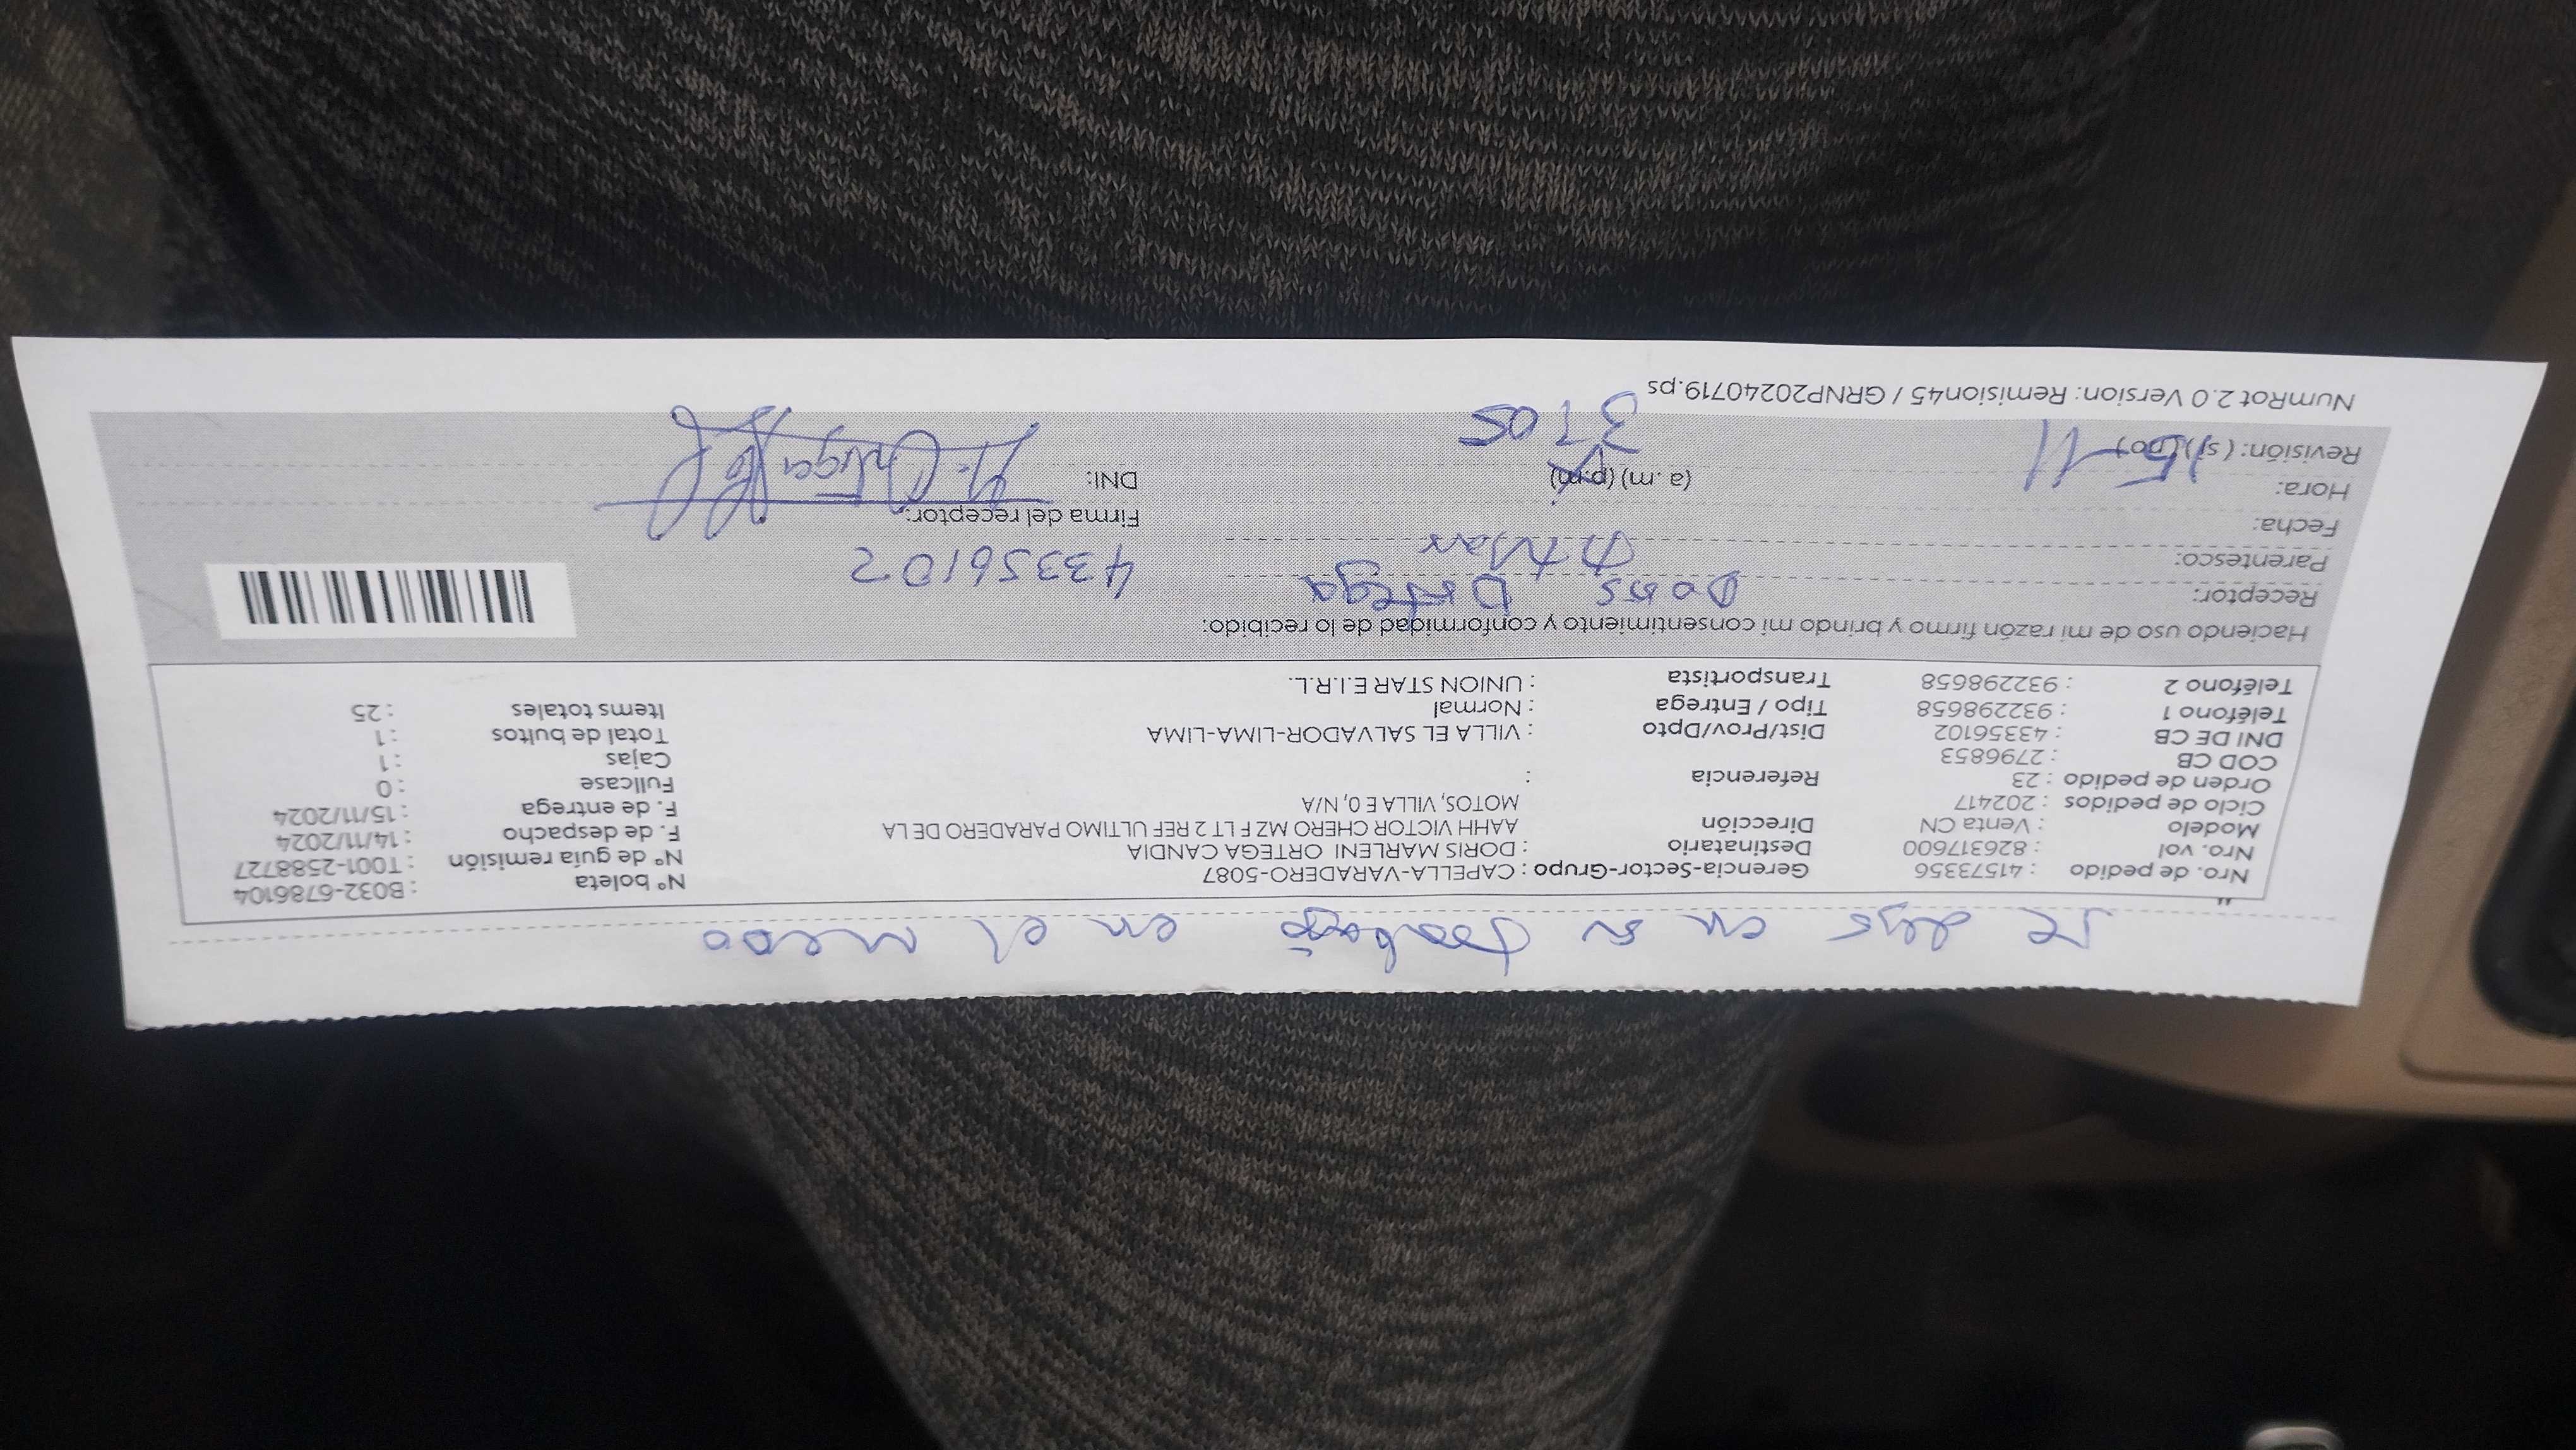 se dejo en su trabajo en el mercado
Nro. de pedido : 41573356 Gerencia-Sector-Grupo : CAPELLA-VARADERO-5087 N° boleta : B032-6786104
Nro. vol : 826317600 Destinatario : DORIS MARLENI ORTEGA CANDIA N° de guía remisión : T001-2588727
Modelo : Venta CN Dirección AAHH VICTOR CHERO MZ F LT 2 REF ULTIMO PARADERO DE LA F. de despacho : 14/11/2024
Ciclo de pedidos : 202417 MOTOS, VILLA E 0, N/A F. de entrega : 15/11/2024
Orden de pedido : 23 Referencia : Fullcase : 0
COD CB : 2796853 Cajas : 1
DNI DE CB : 43356102 Dist/Prov/Dpto : VILLA EL SALVADOR-LIMA-LIMA Total de bultos : 1
Teléfono 1 : 932298658 Tipo / Entrega : Normal Items totales : 25
Teléfono 2 : 932298658 Transportista : UNION STAR E.I.R.L.
Haciendo uso de mi razón firmo y brindo mi consentimiento y conformidad de lo recibido:
Receptor: Doris Ortega 43356102
Parentesco: titular
Fecha: Firma del receptor:
Hora: (a .m) (p.m) DNI:
Revisión: ( si ) ( no ) 15-11 3:05
NumRot 2.0 Version: Remision45 / GRNP20240719.ps